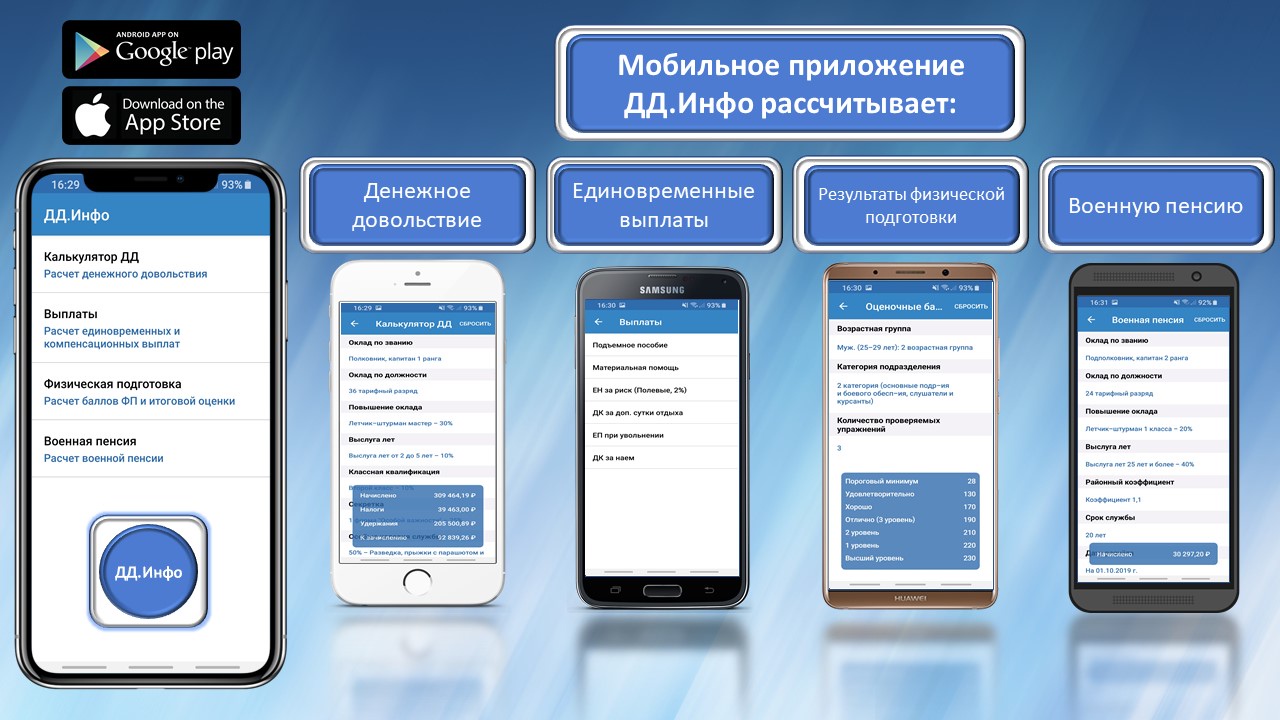 ANDROID APP ON
Google play
Download on the
App Store
Мобильное приложение
ДД.Инфо рассчитывает:
16:29
93%
ДД.Инфо
Калькулятор ДД
Расчет денежного довольствия
Выплаты
Расчет единовременных и
компенсационных выплат
Физическая подготовка
Расчет баллов ФП и итоговой оценки
Военная пенсия
Расчет военной пенсии
ДД.Инфо
Денежное
довольствие
16:29
93%
Калькулятор ДД
СБРОСИТЬ
Оклад по званию
Полковник, капитан 1 ранга
Оклад по должности
36 тарифный разряд
Повышение оклада
Летчик–штурман мастер – 30%
Выслуга лет
Выслуга лет от 2 до 5 лет – 10%
Классная квалификация
Начислено 309 464,19 ₽
Налоги 39 463,00 ₽
Удержания 205 500,89 ₽
К зачислению 52 839,26 ₽
50% – Разведка, прыжки с парашютом и
Единовременные
выплаты
SAMSUNG
16:30
93%
Выплаты
Подъемное пособие
Материальная помощь
ЕН за риск (Полевые, 2%)
ДК за доп. сутки отдыха
ЕП при увольнении
ДК за наем
Результаты физической
подготовки
16:30
93%
Оценочные ба...
СБРОСИТЬ
Возрастная группа
Муж. (25–29 лет): 2 возрастная группа
Категория подразделения
2 категория (основные подр–ия
и боевого обесп–ия, слушатели и
курсанты)
Количество проверяемых
упражнений
3
Пороговый минимум 28
Удовлетворительно 130
Хорошо 170
Отлично (3 уровень) 190
2 уровень 210
1 уровень 220
Высший уровень 230
HUAWEI
Военную пенсию
16:31
92%
Военная пенсия
СБРОСИТЬ
Оклад по званию
Подполковник, капитан 2 ранга
Оклад по должности
24 тарифный разряд
Повышение оклада
Летчик–штурман 1 класса – 20%
Выслуга лет
Выслуга лет 25 лет и более – 40%
Районный коэффициент
Коэффициент 1,1
Срок службы
20 лет
Начислено 30 297,20 ₽
На 01.10.2019 г.